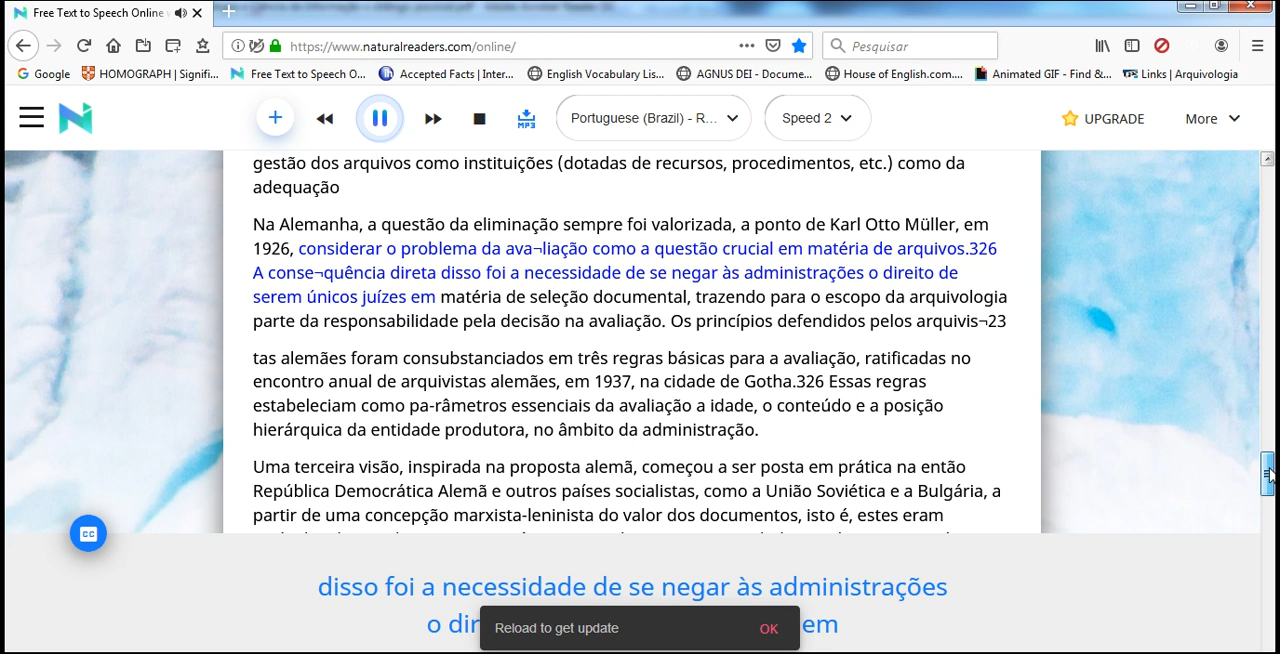 Free Text to Speech Online
https://www.naturalreaders.com/online/
Pesquisar
Google
HOMOGRAPH | Signifi...
Free Text to Speech O...
Accepted Facts | Inter...
English Vocabulary Lis...
AGNUS DEI - Docume...
House of English.com....
Animated GIF - Find &...
Links | Arquivologia
MP3
Portuguese (Brazil) - R...
Speed 2
UPGRADE
More
gestão dos arquivos como instituições (dotadas de recursos, procedimentos, etc.) como da
adequação
Na Alemanha, a questão da eliminação sempre foi valorizada, a ponto de Karl Otto Müller, em
1926, considerar o problema da ava¬liação como a questão crucial em matéria de arquivos.326
A conse¬quência direta disso foi a necessidade de se negar às administrações o direito de
serem únicos juízes em matéria de seleção documental, trazendo para o escopo da arquivologia
parte da responsabilidade pela decisão na avaliação. Os princípios defendidos pelos arquivis¬23
tas alemães foram consubstanciados em três regras básicas para a avaliação, ratificadas no
encontro anual de arquivistas alemães, em 1937, na cidade de Gotha.326 Essas regras
estabeleciam como pa-râmetros essenciais da avaliação a idade, o conteúdo e a posição
hierárquica da entidade produtora, no âmbito da administração.
Uma terceira visão, inspirada na proposta alemã, começou a ser posta em prática na então
República Democrática Alemã e outros países socialistas, como a União Soviética e a Bulgária, a
partir de uma concepção marxista-leninista do valor dos documentos, isto é, estes eram
CC
disso foi a necessidade de se negar às administrações
o dir em
Reload to get update
OK